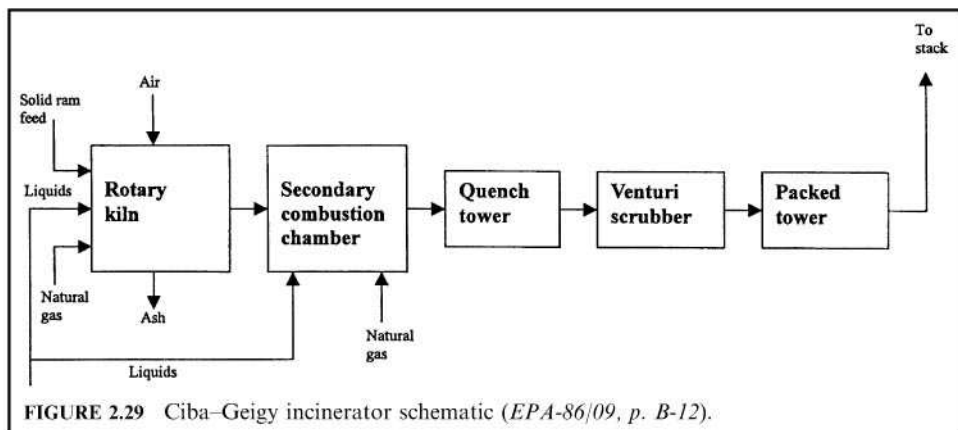 To
stack
Air
Solid ram
feed
Liquids
Rotary
kiln
Secondary
combustion
chamber
Quench
tower
Venturi
scrubber
Packed
tower
Natural
gas
Ash
Natural
gas
Liquids
FIGURE 2.29 Ciba–Geigy incinerator schematic (EPA-86/09, p. B-12).